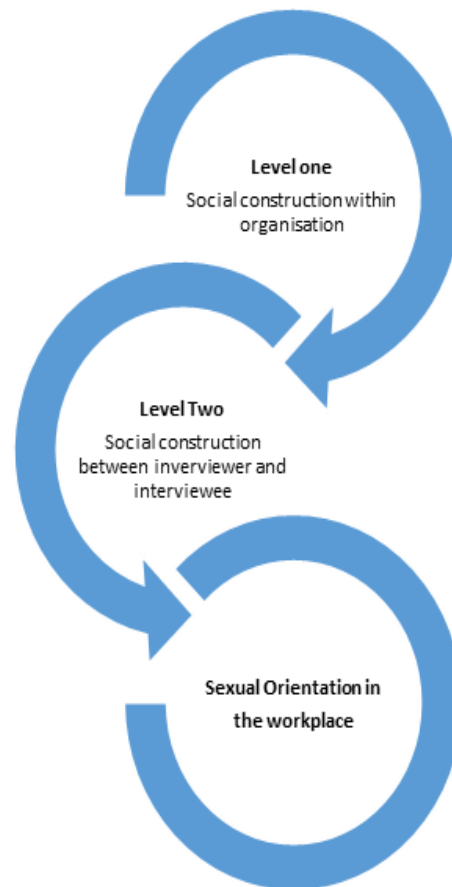 Level one
Social construction within
organisation
Level Two
Social construction
between inverviewer and
interviewee
Sexual Orientation in
the workplace